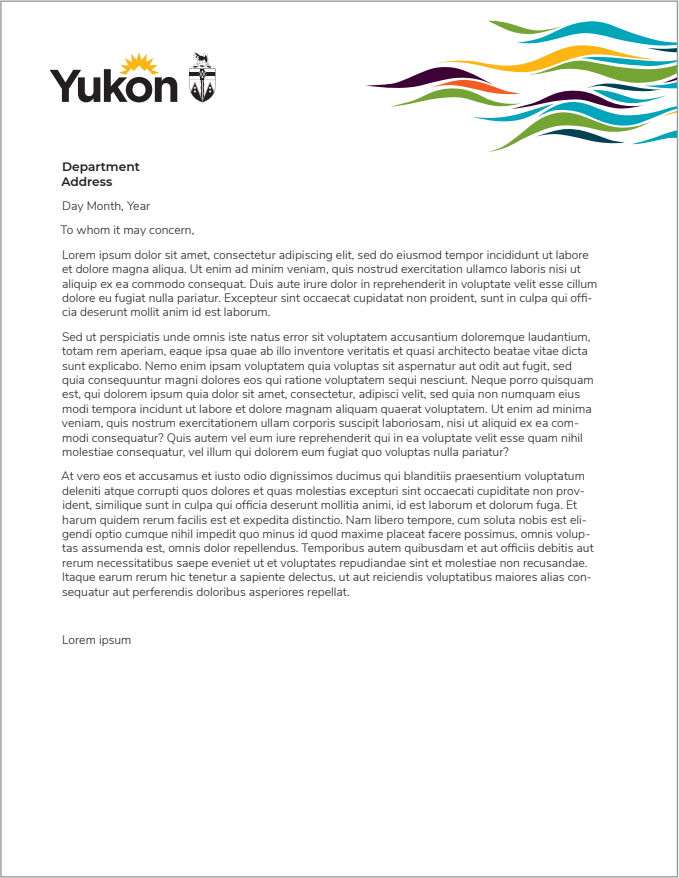 Yukon
Department
Address
Day Month, Year
To whom it may concern,
Lorem ipsum dolor sit amet, consectetur adipiscing elit, sed do eiusmod tempor incididunt ut labore
et dolore magna aliqua. Ut enim ad minim veniam, quis nostrud exercitation ullamco laboris nisi ut
aliquip ex ea commodo consequat. Duis aute irure dolor in reprehenderit in voluptate velit esse cillum
dolore eu fugiat nulla pariatur. Excepteur sint occaecat cupidatat non proident, sunt in culpa qui offi-
cia deserunt mollit anim id est laborum.
Sed ut perspiciatis unde omnis iste natus error sit voluptatem accusantium doloremque laudantium,
totam rem aperiam, eaque ipsa quae ab illo inventore veritatis et quasi architecto beatae vitae dicta
sunt explicabo. Nemo enim ipsam voluptatem quia voluptas sit aspernatur aut odit aut fugit, sed
quia consequuntur magni dolores eos qui ratione voluptatem sequi nesciunt. Neque porro quisquam
est, qui dolorem ipsum quia dolor sit amet, consectetur, adipisci velit, sed quia non numquam eius
modi tempora incidunt ut labore et dolore magnam aliquam quaerat voluptatem. Ut enim ad minima
veniam, quis nostrum exercitationem ullam corporis suscipit laboriosam, nisi ut aliquid ex ea com-
modi consequatur? Quis autem vel eum iure reprehenderit qui in ea voluptate velit esse quam nihil
molestiae consequatur, vel illum qui dolorem eum fugiat quo voluptas nulla pariatur?
At vero eos et accusamus et iusto odio dignissimos ducimus qui blanditiis praesentium voluptatum
deleniti atque corrupti quos dolores et quas molestias excepturi sint occaecati cupiditate non prov-
ident, similique sunt in culpa qui officia deserunt mollitia animi, id est laborum et dolorum fuga. Et
harum quidem rerum facilis est et expedita distinctio. Nam libero tempore, cum soluta nobis est eli-
gendi optio cumque nihil impedit quo minus id quod maxime placeat facere possimus, omnis volup-
tas assumenda est, omnis dolor repellendus. Temporibus autem quibusdam et aut officiis debitis aut
rerum necessitatibus saepe eveniet ut et voluptates repudiandae sint et molestiae non recusandae.
Itaque earum rerum hic tenetur a sapiente delectus, ut aut reiciendis voluptatibus maiores alias con-
sequatur aut perferendis doloribus asperiores repellat.
Lorem ipsum